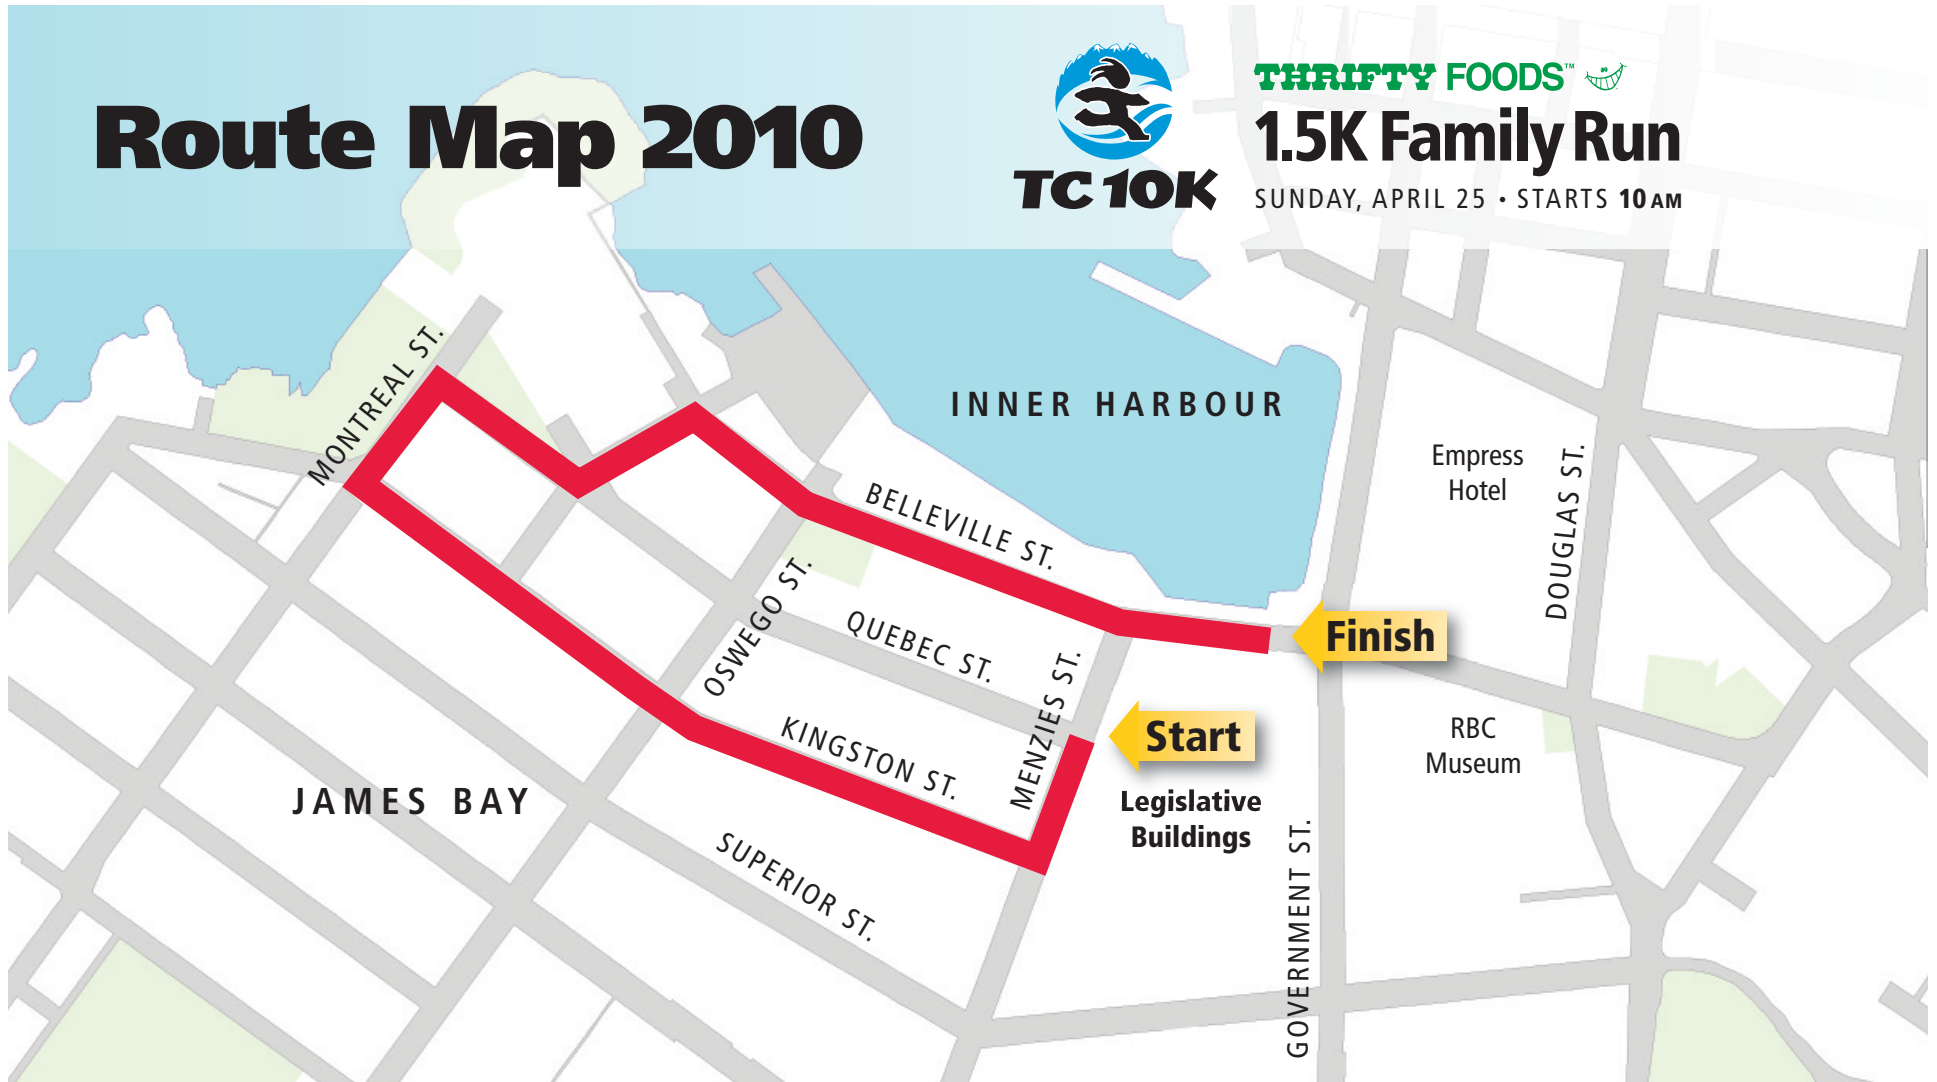 Route Map 2010
TC 10K
THRIFTY FOODS™
1.5K Family Run
SUNDAY, APRIL 25 • STARTS 10 AM
MONTREAL ST.
INNER HARBOUR
Empress
Hotel
DOUGLAS ST.
BELLEVILLE ST.
OSWEGO ST.
QUEBEC ST.
MENZIES ST.
Finish
Start
KINGSTON ST.
RBC
Museum
JAMES BAY
Legislative
Buildings
SUPERIOR ST.
GOVERNMENT ST.